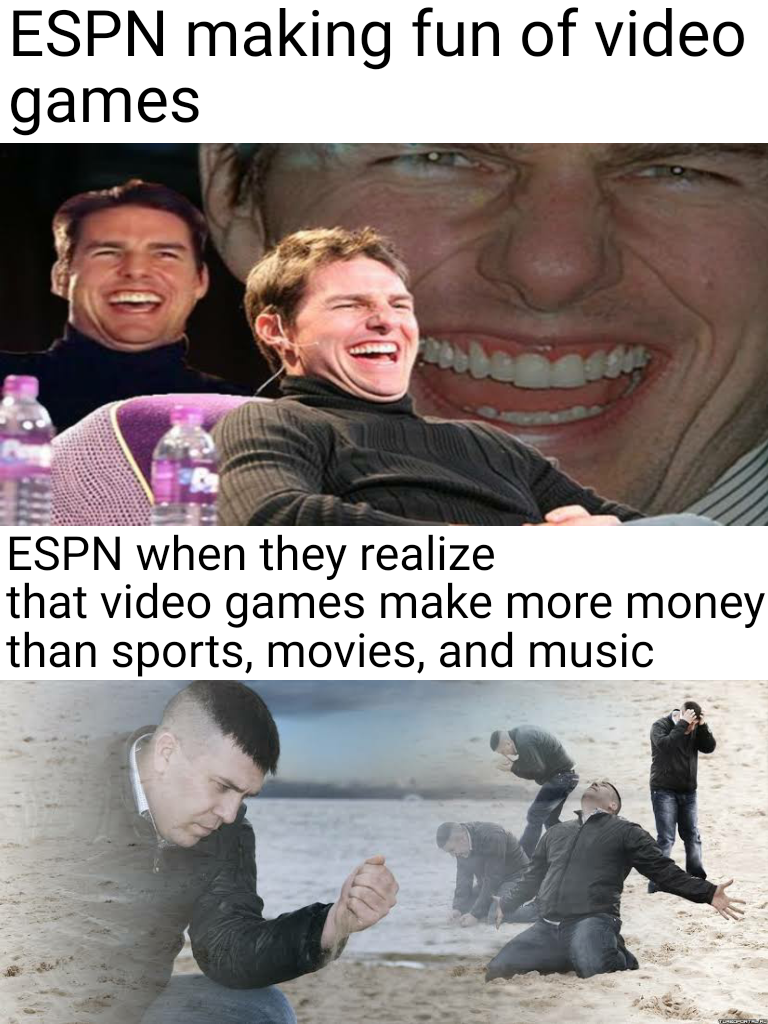 ESPN making fun of video
games
ESPN when they realize
that video games make more money
than sports, movies, and music